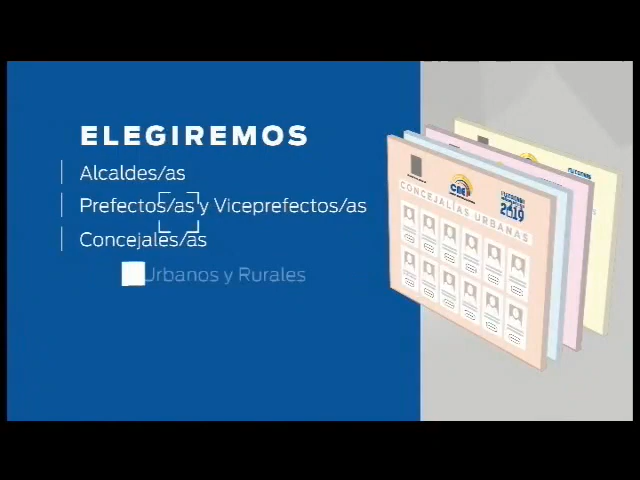 ELEGIREMOS
Alcaldes/as
Prefectos/as y Viceprefectos/as
Concejales/as
Urbanos y Rurales
CNE
2019
CONCEJALÍAS URBANAS